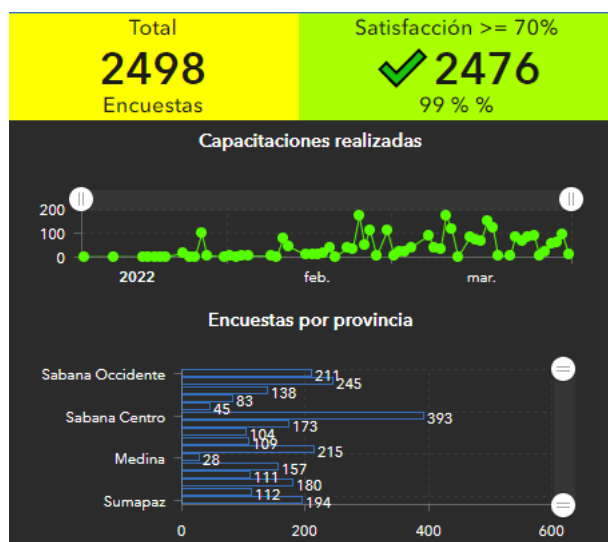 Total
2498
Encuestas
Satisfacción >= 70%
2476
99 % %
Capacitaciones realizadas
200
100
0
2022 feb. mar.
Encuestas por provincia
Sabana Occidente 211
245
138
83
45
Sabana Centro 393
173
104
109
215
Medina 28
157
111
180
112
Sumapaz 194
0 200 400 600